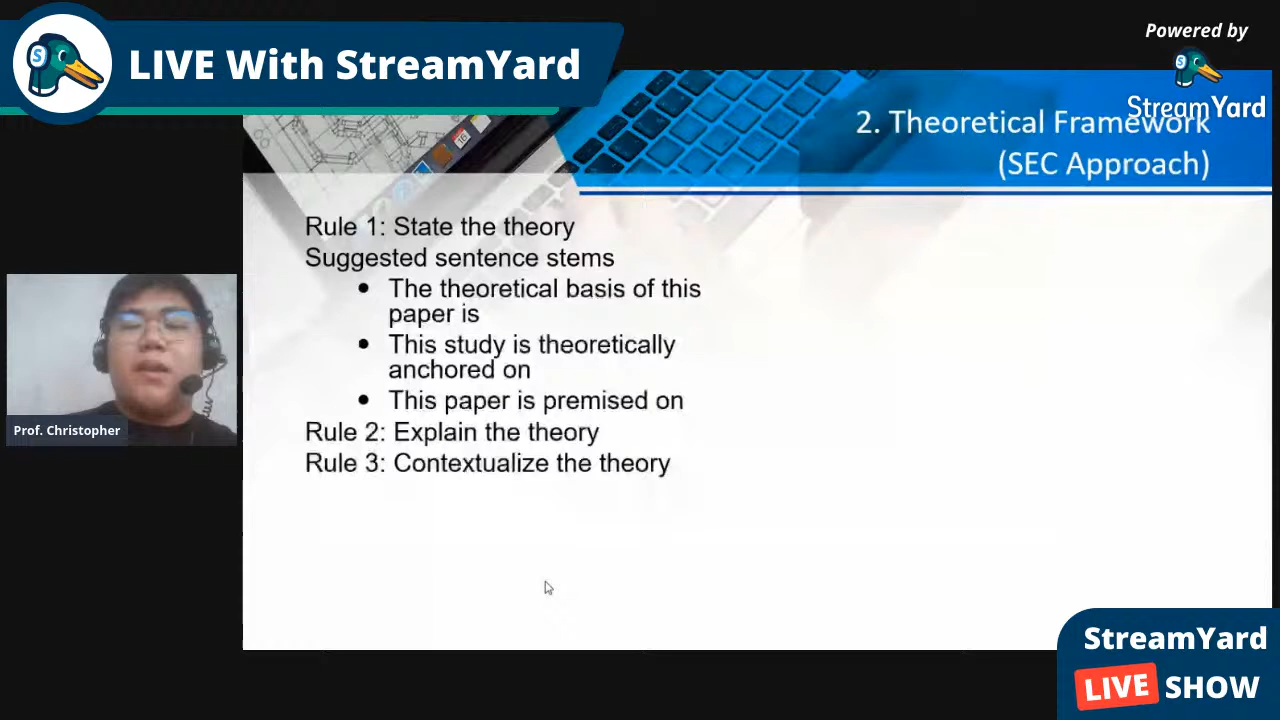 LIVE With StreamYard
Powered by
StreamYard
2. Theoretical Framework
(SEC Approach)
Rule 1: State the theory
Suggested sentence stems
• The theoretical basis of this
paper is
• This study is theoretically
anchored on
• This paper is premised on
Rule 2: Explain the theory
Rule 3: Contextualize the theory
Prof. Christopher
StreamYard
LIVE SHOW